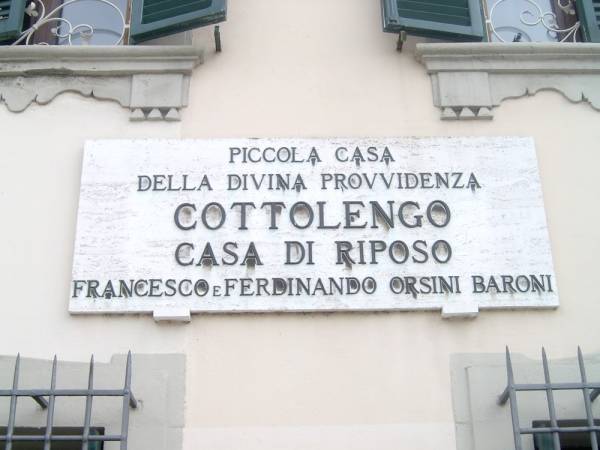 PICCOLA CASA
DELLA DIVINA PROVVIDENZA
COTTOLENGO
CASA DI RIPOSO
FRANCESCO E FERDINANDO ORSINI BARONI